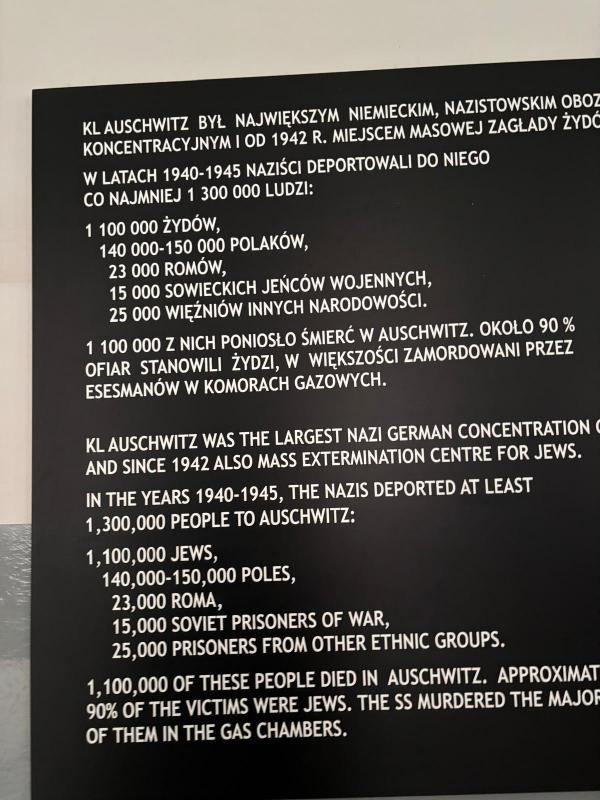 KL AUSCHWITZ BYŁ NAJWIĘKSZYM NIEMIECKIM, NAZISTOWSKIM OBOZ
KONCENTRACYJNYM I OD 1942 R. MIEJSCEM MASOWEJ ZAGŁADY ŻYDÓ
W LATACH 1940-1945 NAZIŚCI DEPORTOWALI DO NIEGO
CO NAJMNIEJ 1 300 000 LUDZI:
1 100 000 ŻYDÓW,
140 000-150 000 POLAKÓW,
23 000 ROMÓW,
15 000 SOWIECKICH JEŃCÓW WOJENNYCH,
25 000 WIĘŹNIÓW INNYCH NARODOWOŚCI.
1 100 000 Z NICH PONIOSŁO ŚMIERĆ W AUSCHWITZ. OKOŁO 90 %
OFIAR STANOWILI ŻYDZI, W WIĘKSZOŚCI ZAMORDOWANI PRZEZ
ESESMANÓW W KOMORACH GAZOWYCH.
KL AUSCHWITZ WAS THE LARGEST NAZI GERMAN CONCENTRATION
AND SINCE 1942 ALSO MASS EXTERMINATION CENTRE FOR JEWS.
IN THE YEARS 1940-1945, THE NAZIS DEPORTED AT LEAST
1,300,000 PEOPLE TO AUSCHWITZ:
1,100,000 JEWS,
140,000-150,000 POLES,
23,000 ROMA,
15,000 SOVIET PRISONERS OF WAR,
25,000 PRISONERS FROM OTHER ETHNIC GROUPS.
1,100,000 OF THESE PEOPLE DIED IN AUSCHWITZ. APPROXIMAT
90% OF THE VICTIMS WERE JEWS. THE SS MURDERED THE MAJOR
OF THEM IN THE GAS CHAMBERS.